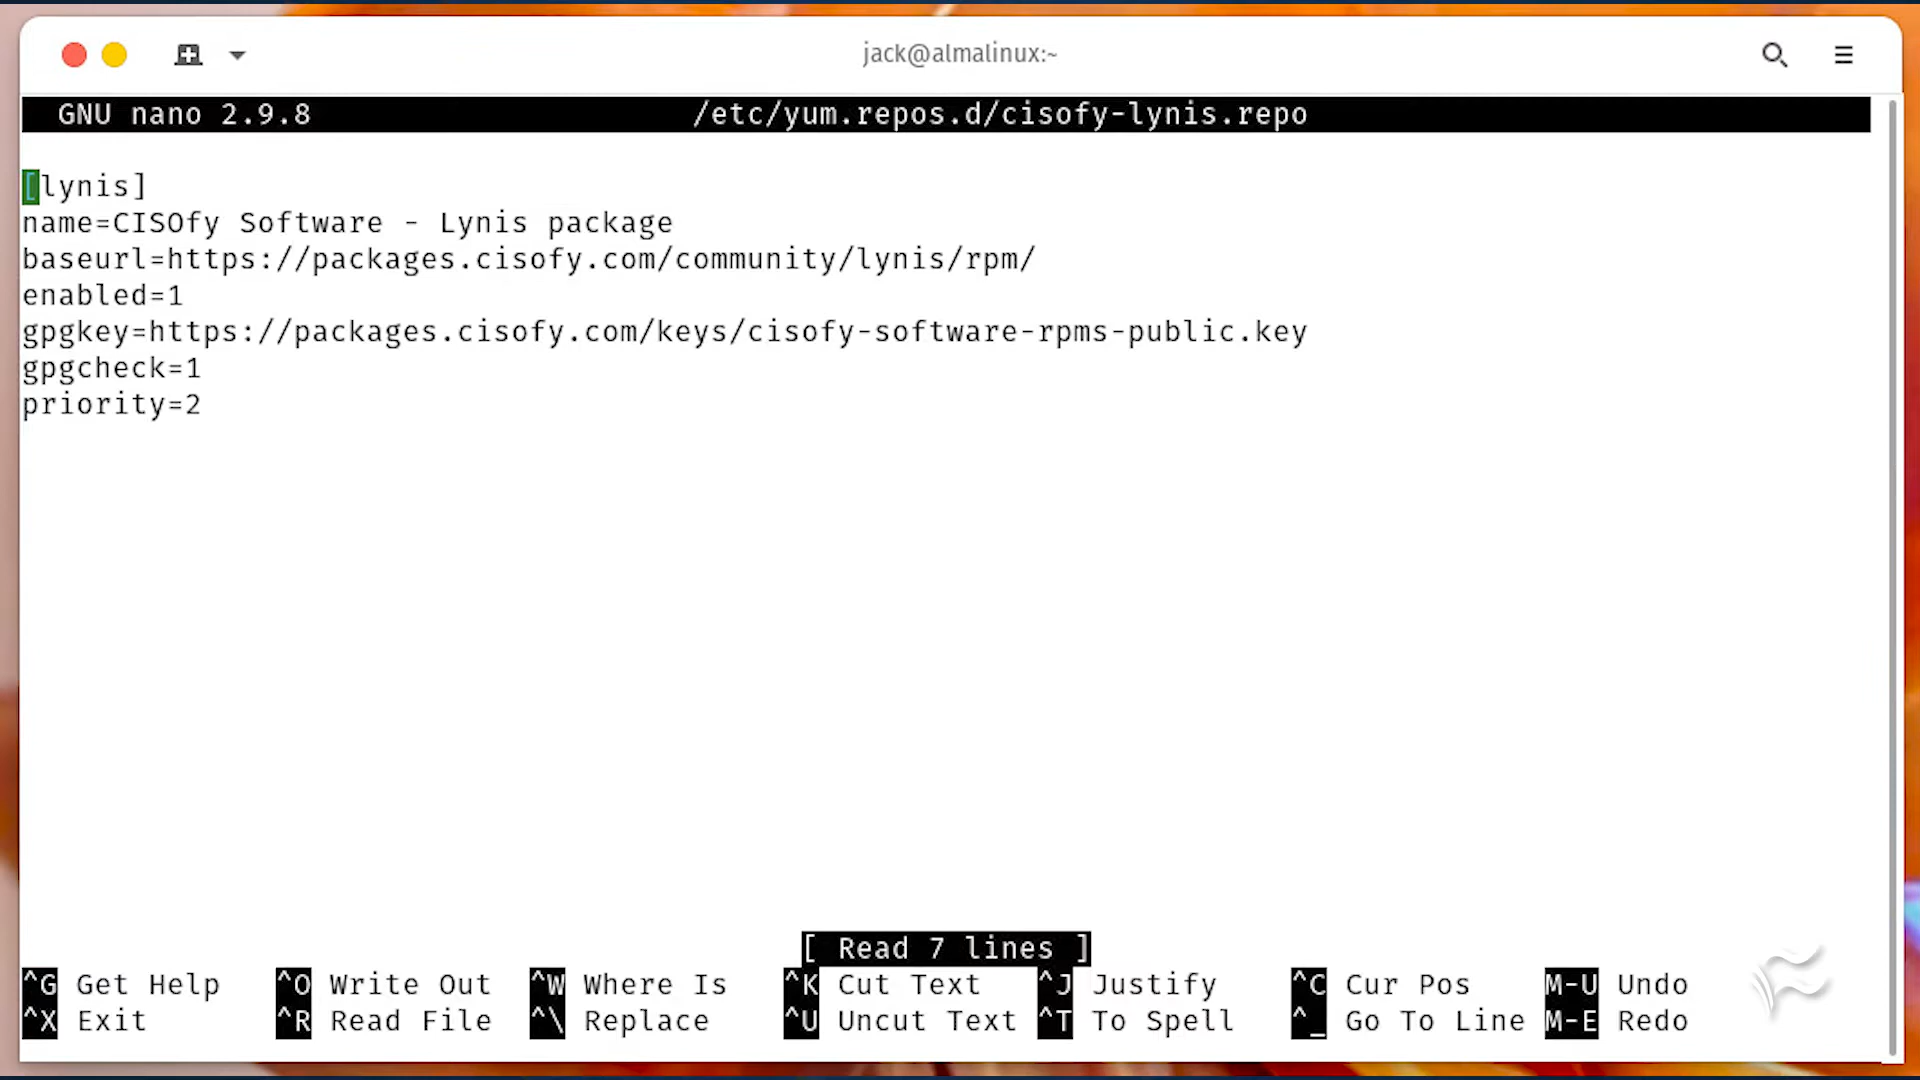 jack@almalinux:~
GNU nano 2.9.8 /etc/yum.repos.d/cisofy-lynis.repo
[lynis]
name=CISOfy Software - Lynis package
baseurl=https://packages.cisofy.com/community/lynis/rpm/
enabled=1
gpgkey=https://packages.cisofy.com/keys/cisofy-software-rpms-public.key
gpgcheck=1
priority=2
[ Read 7 lines ]
^G Get Help ^O Write Out ^W Where Is ^K Cut Text ^J Justify ^C Cur Pos M-U Undo
^X Exit ^R Read File ^\ Replace ^U Uncut Text ^T To Spell ^_ Go To Line M-E Redo